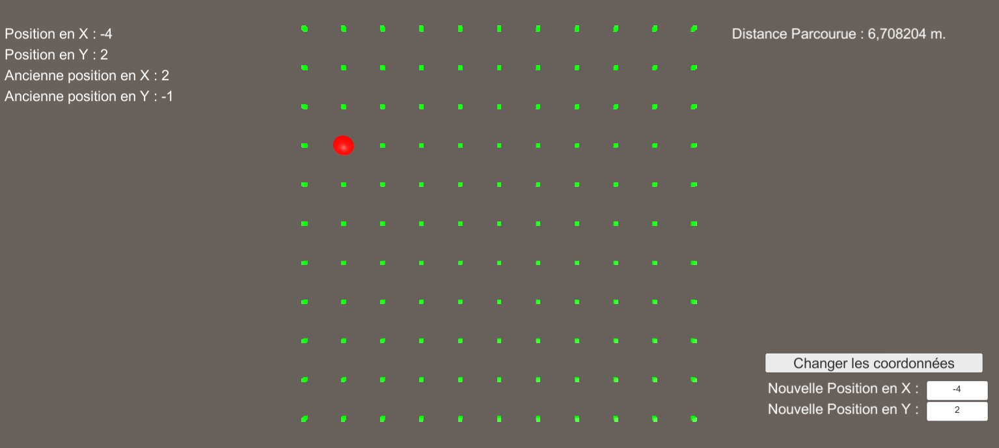 Position en X : -4
Position en Y : 2
Ancienne position en X : 2
Ancienne position en Y : -1
Distance Parcourue : 6,708204 m.
Changer les coordonnées
Nouvelle Position en X : -4
Nouvelle Position en Y : 2